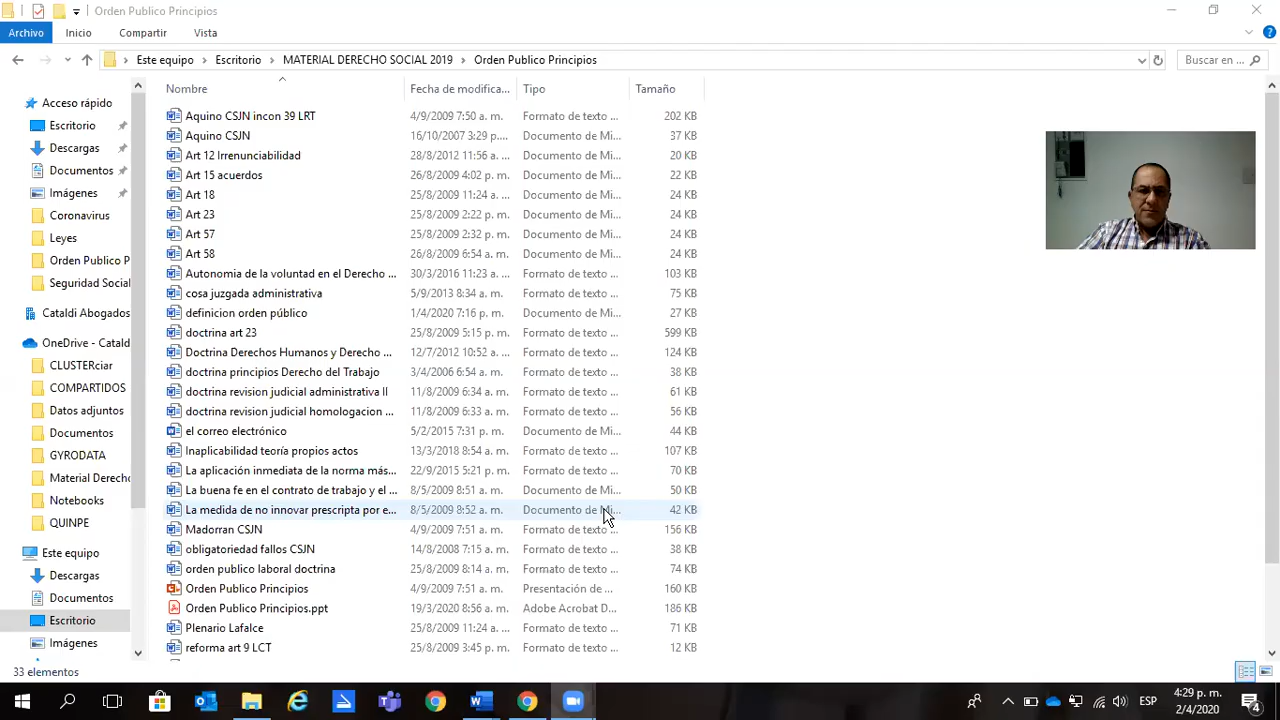 Orden Publico Principios
Archivo Inicio Compartir Vista
Este equipo Escritorio MATERIAL DERECHO SOCIAL 2019 Orden Publico Principios Buscar en ...
Nombre Fecha de modifica... Tipo Tamaño
Acceso rápido
Escritorio
Descargas
Documentos
Imágenes
Coronavirus
Leyes
Orden Publico P
Seguridad Social
Cataldi Abogados
OneDrive - Catald
CLUSTERciar
COMPARTIDOS
Datos adjuntos
Documentos
GYRODATA
Material Derecho
Notebooks
QUINPE
Este equipo
Descargas
Documentos
Escritorio
Imágenes
Aquino CSJN incon 39 LRT 4/9/2009 7:50 a. m. Formato de texto ... 202 KB
Aquino CSJN 16/10/2007 3:29 p.... Documento de Mi... 37 KB
Art 12 Irrenunciabilidad 28/8/2012 11:56 a. ... Documento de Mi... 20 KB
Art 15 acuerdos 26/8/2009 4:02 p. m. Documento de Mi... 22 KB
Art 18 25/8/2009 11:24 a. ... Documento de Mi... 24 KB
Art 23 25/8/2009 2:22 p. m. Documento de Mi... 24 KB
Art 57 25/8/2009 2:32 p. m. Documento de Mi... 24 KB
Art 58 26/8/2009 6:54 a. m. Documento de Mi... 24 KB
Autonomia de la voluntad en el Derecho ... 30/3/2016 11:23 a. ... Formato de texto ... 103 KB
cosa juzgada administrativa 5/9/2013 8:34 a. m. Formato de texto ... 75 KB
definicion orden público 1/4/2020 7:16 p. m. Formato de texto ... 27 KB
doctrina art 23 25/8/2009 5:15 p. m. Formato de texto ... 599 KB
Doctrina Derechos Humanos y Derecho ... 12/7/2012 10:52 a. ... Formato de texto ... 124 KB
doctrina principios Derecho del Trabajo 3/4/2006 6:54 a. m. Formato de texto ... 38 KB
doctrina revision judicial administrativa II 11/8/2009 6:34 a. m. Formato de texto ... 61 KB
doctrina revision judicial homologacion ... 11/8/2009 6:33 a. m. Formato de texto ... 56 KB
el correo electrónico 5/2/2015 7:31 p. m. Documento de Mi... 44 KB
Inaplicabilidad teoría propios actos 13/3/2018 8:54 a. m. Formato de texto ... 107 KB
La aplicación inmediata de la norma más... 22/9/2015 5:21 p. m. Formato de texto ... 70 KB
La buena fe en el contrato de trabajo y el ... 8/5/2009 8:51 a. m. Documento de Mi... 50 KB
La medida de no innovar prescripta por e... 8/5/2009 8:52 a. m. Documento de Mi... 42 KB
Madorran CSJN 4/9/2009 7:51 a. m. Formato de texto ... 156 KB
obligatoriedad fallos CSJN 14/8/2008 7:15 a. m. Formato de texto ... 38 KB
orden publico laboral doctrina 25/8/2009 8:14 a. m. Formato de texto ... 74 KB
Orden Publico Principios 4/9/2009 7:51 a. m. Presentación de ... 160 KB
Orden Publico Principios.ppt 19/3/2020 8:56 a. m. Adobe Acrobat D... 186 KB
Plenario Lafalce 25/8/2009 11:24 a. ... Formato de texto ... 71 KB
reforma art 9 LCT 25/8/2009 3:45 p. m. Formato de texto ... 12 KB
33 elementos
ESP
4:29 p. m.
2/4/2020
4